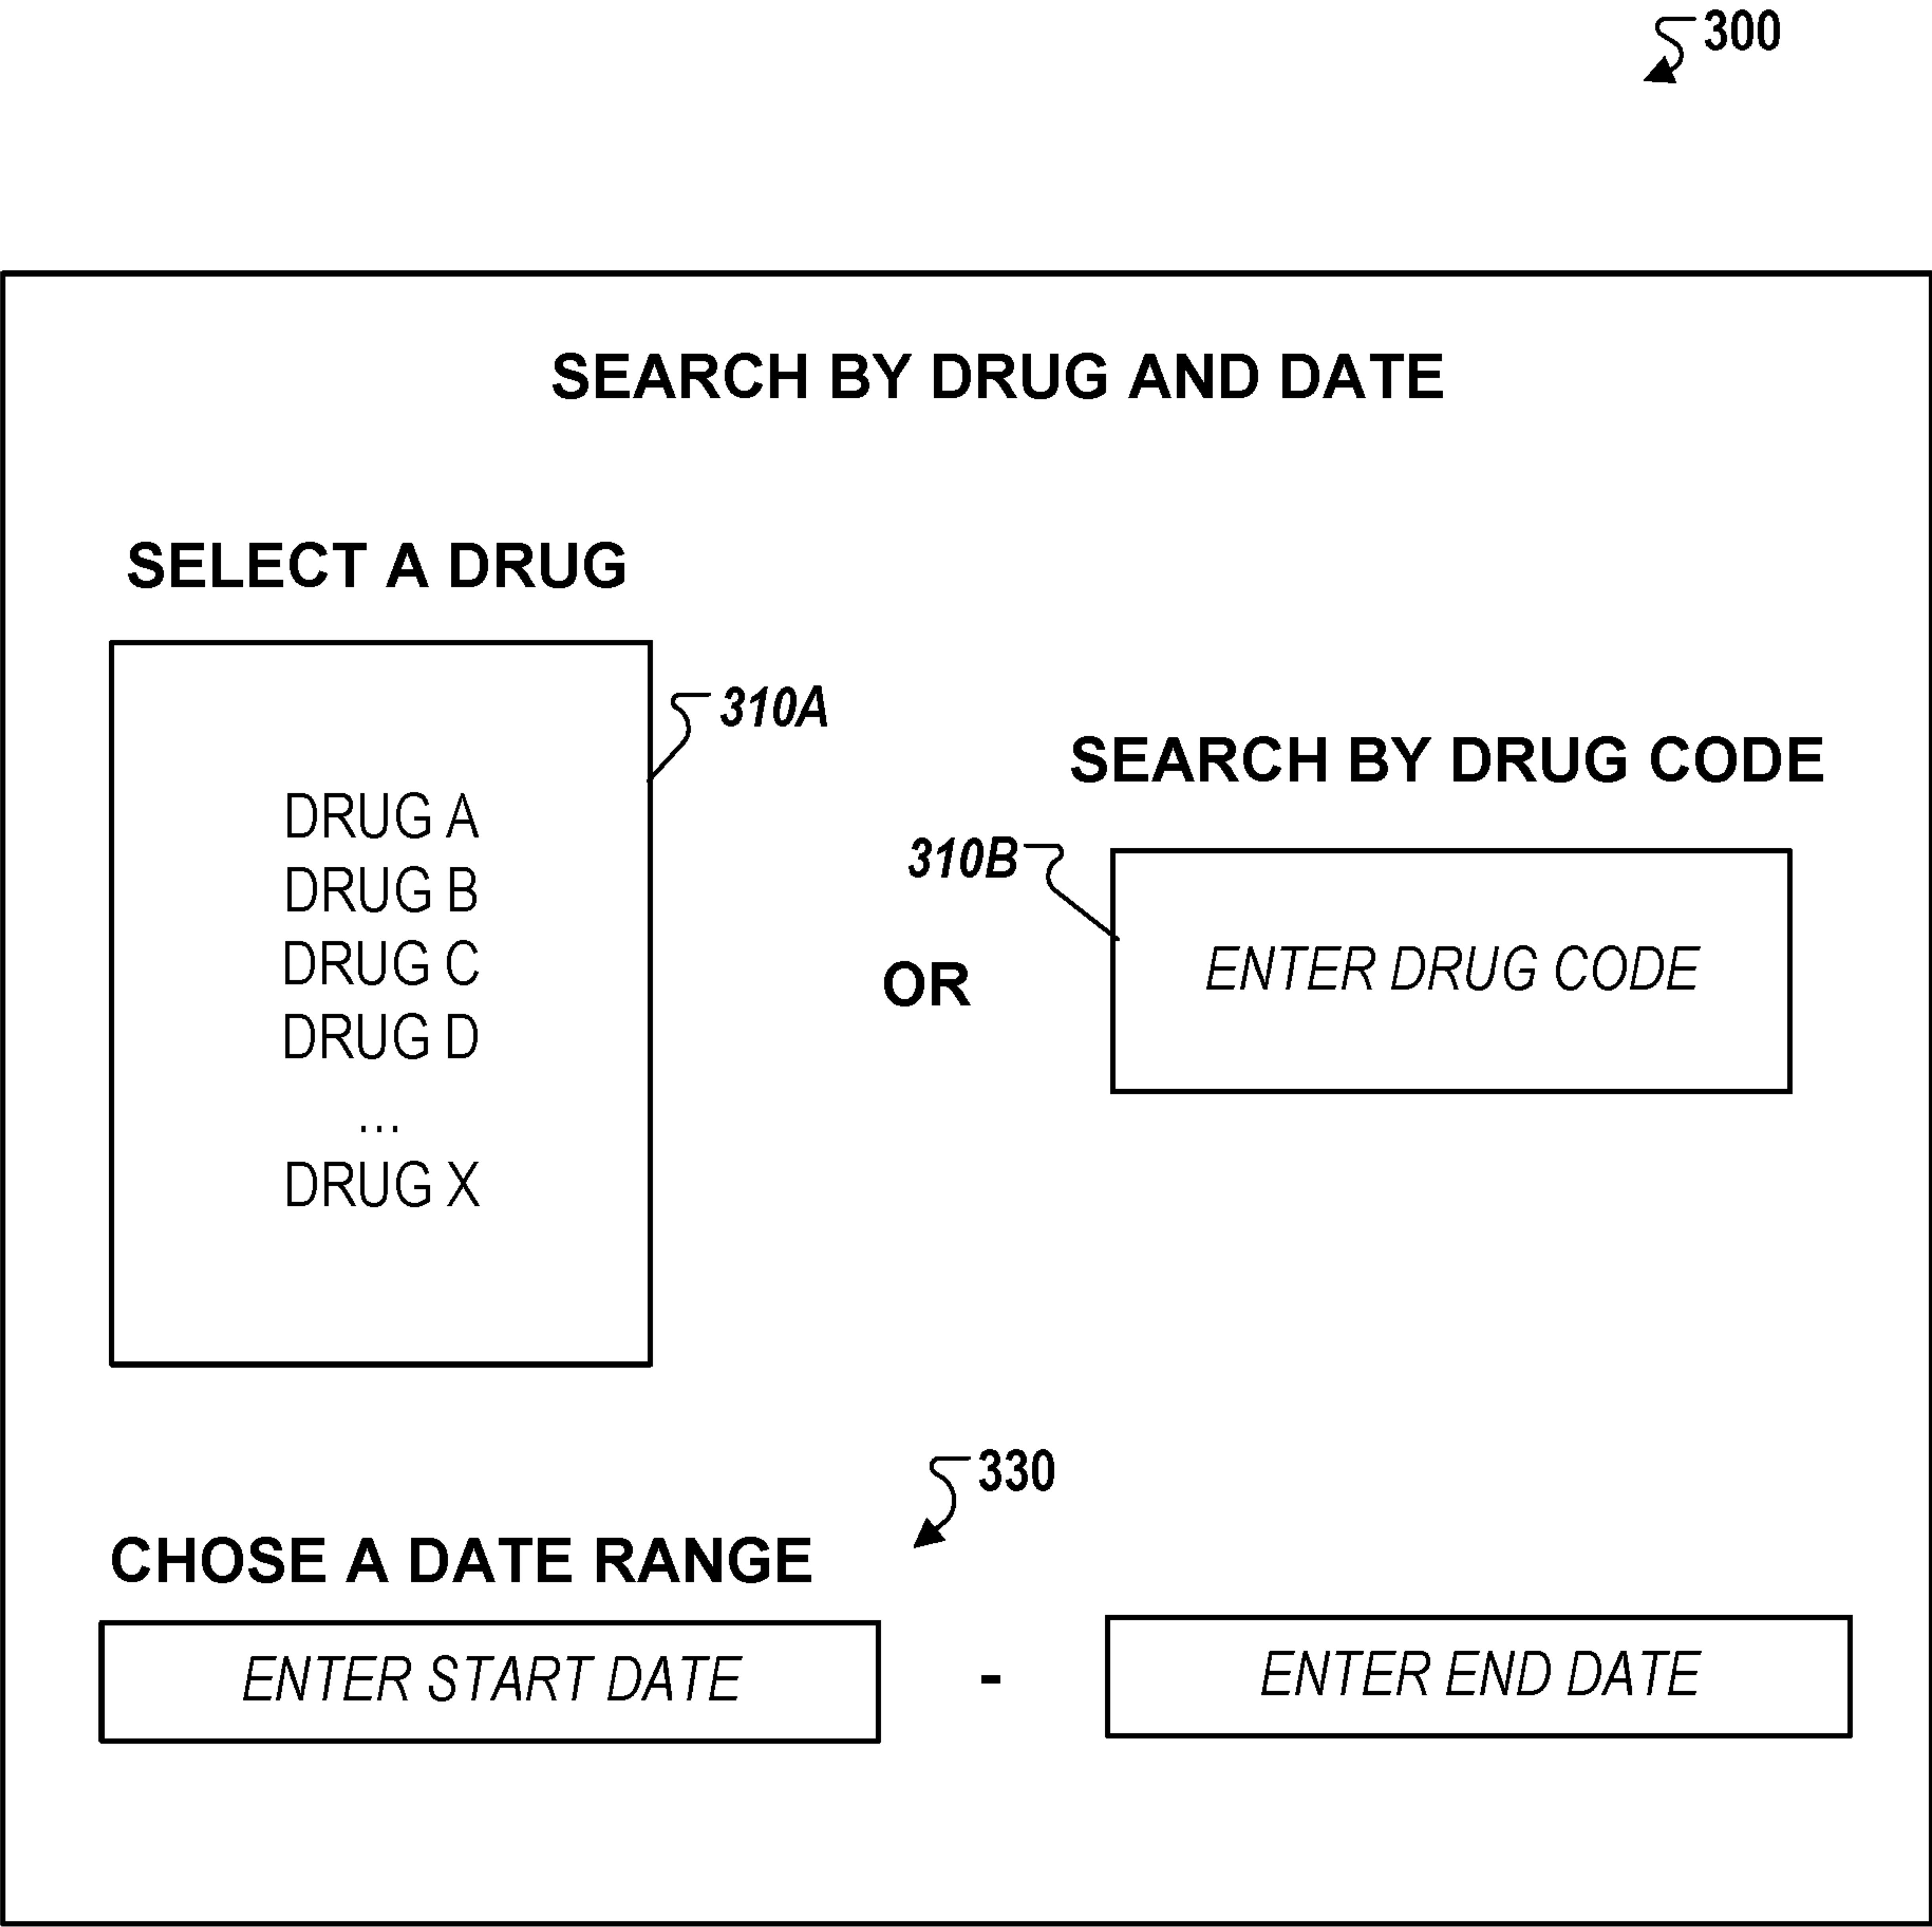 300
SEARCH BY DRUG AND DATE
SELECT A DRUG
310A
DRUG A
DRUG B
DRUG C
DRUG D
...
DRUG X
OR
SEARCH BY DRUG CODE
310B
ENTER DRUG CODE
330
CHOSE A DATE RANGE
ENTER START DATE - ENTER END DATE